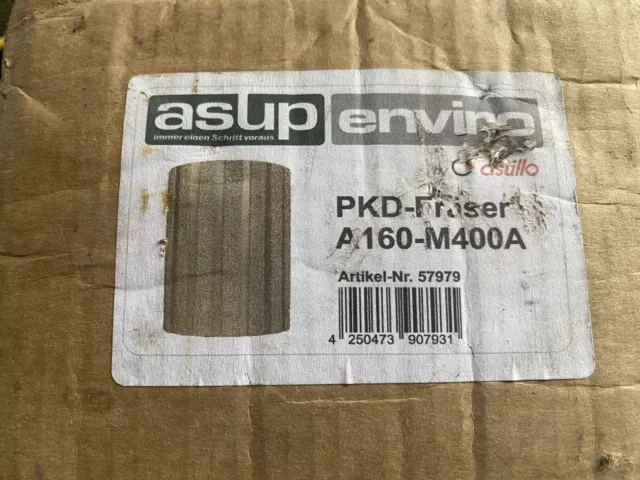 asup enviro
immer einen Schritt voraus
asullo
PKD-Fräser
A160-M400A
Artikel-Nr. 57979
4 250473 907931